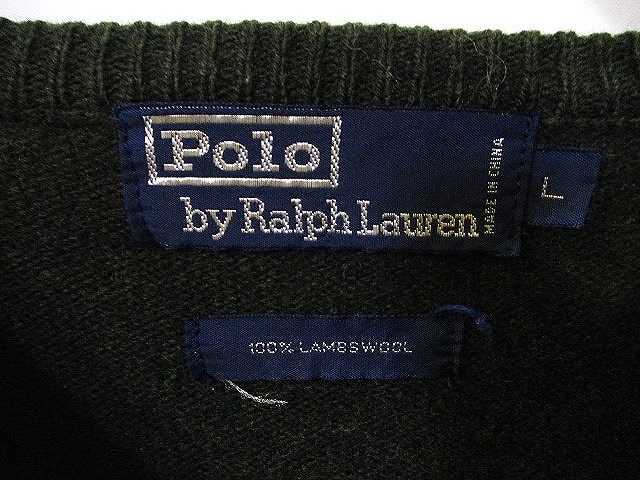 Polo
by Ralph Lauren
MADE IN CHINA
L
100% LAMBSWOOL